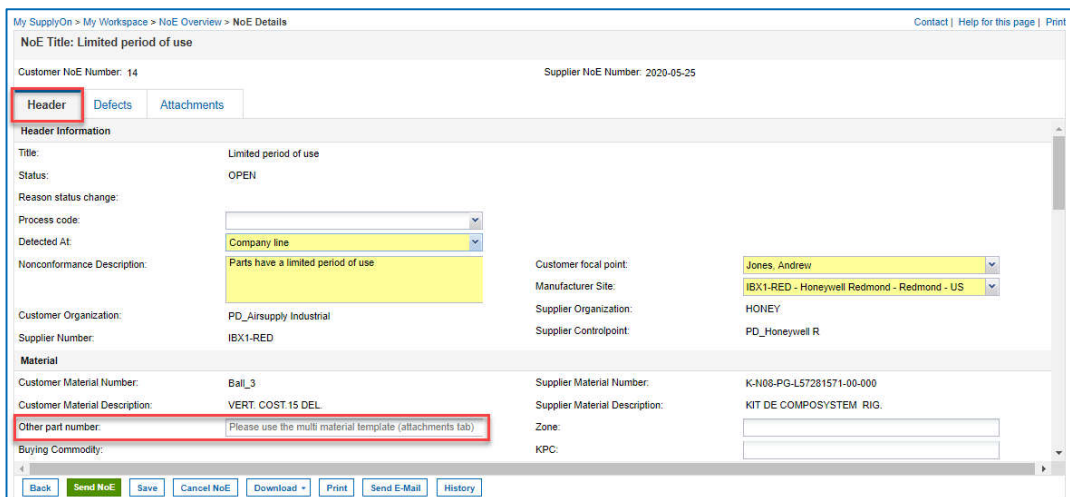 My SupplyOn > My Workspace > NoE Overview > NoE Details Contact | Help for this page | Print
NoE Title: Limited period of use
Customer NoE Number: 14 Supplier NoE Number: 2020-05-25
Header Defects Attachments
Header Information
Title: Limited period of use
Status: OPEN
Reason status change:
Process code:
Detected At: Company line
Nonconformance Description: Parts have a limited period of use Customer focal point: Jones, Andrew
Manufacturer Site: IBX1-RED - Honeywell Redmond - Redmond - US
Customer Organization: PD_Airsupply Industrial Supplier Organization: HONEY
Supplier Number: IBX1-RED Supplier Controlpoint: PD_Honeywell R
Material
Customer Material Number: Ball_3 Supplier Material Number: K-N08-PG-L57281571-00-000
Customer Material Description: VERT. COST.15 DEL. Supplier Material Description: KIT DE COMPOSYSTEM RIG.
Other part number: Please use the multi material template (attachments tab) Zone:
Buying Commodity: KPC:
Back Send NoE Save Cancel NoE Download Print Send E-Mail History